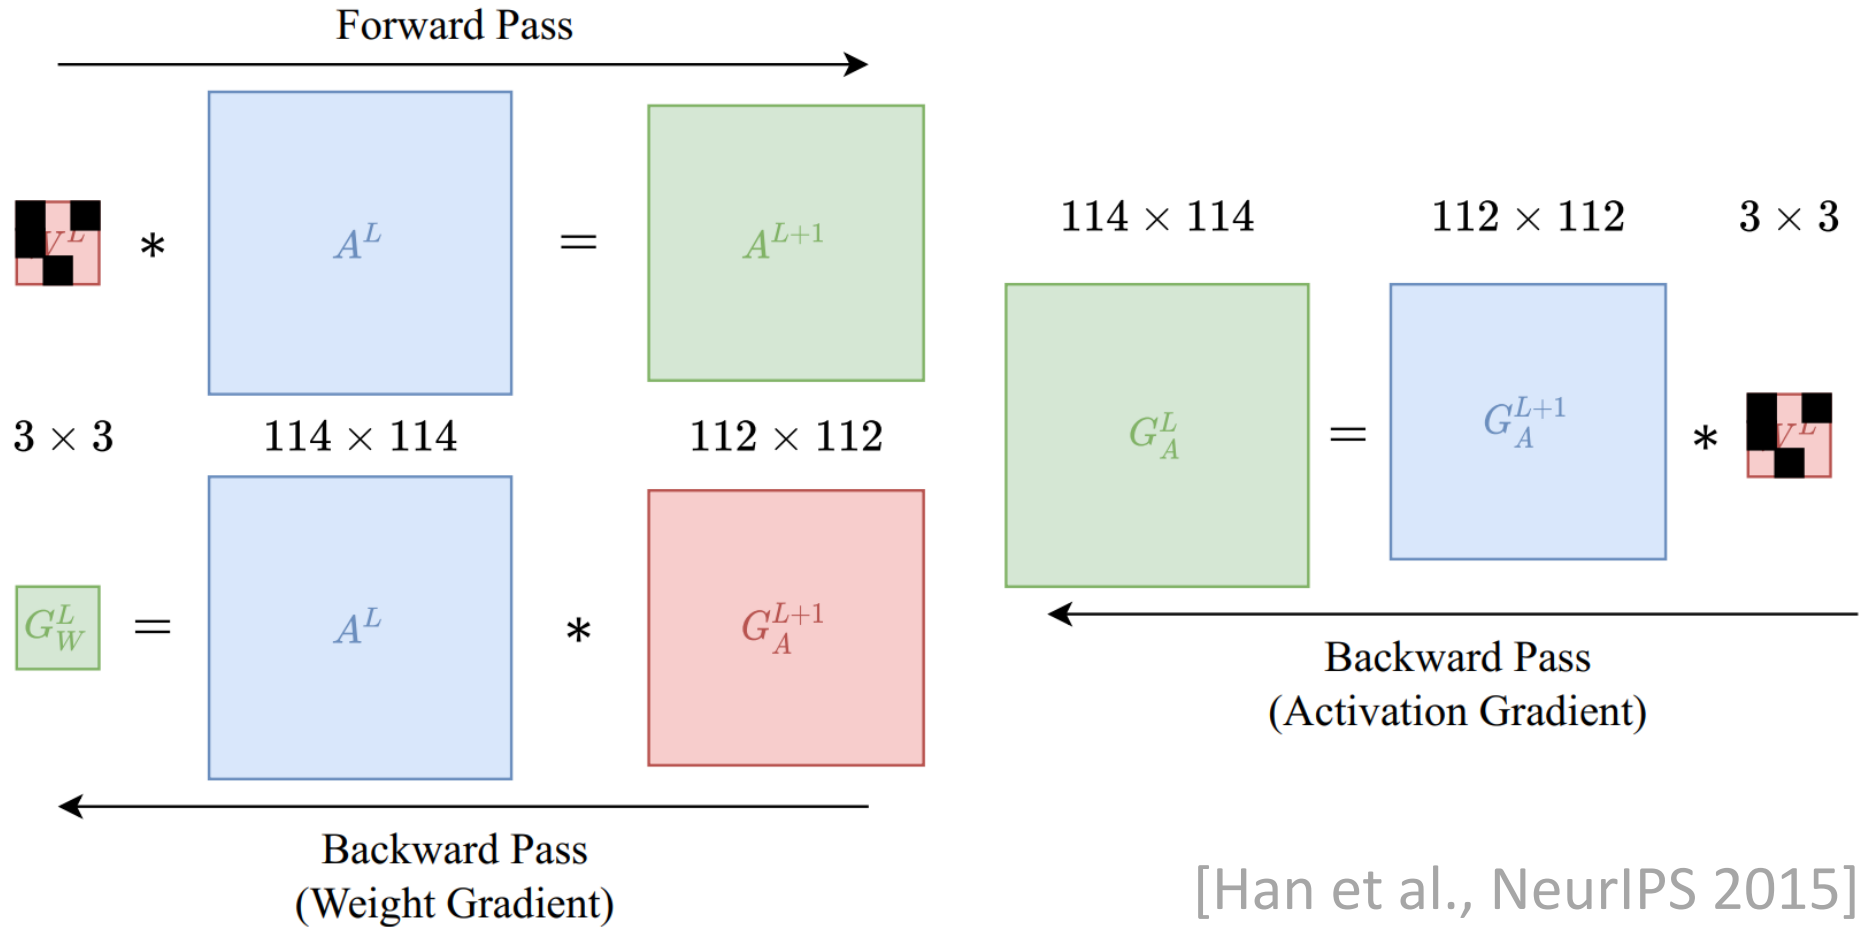 Forward Pass
* A^L = A^{L+1}
3 × 3 114 × 114 112 × 112
G_W^L = A^L * G_A^{L+1}
Backward Pass
(Weight Gradient)
114 × 114 112 × 112 3 × 3
G_A^L = G_A^{L+1} *
Backward Pass
(Activation Gradient)
[Han et al., NeurIPS 2015]